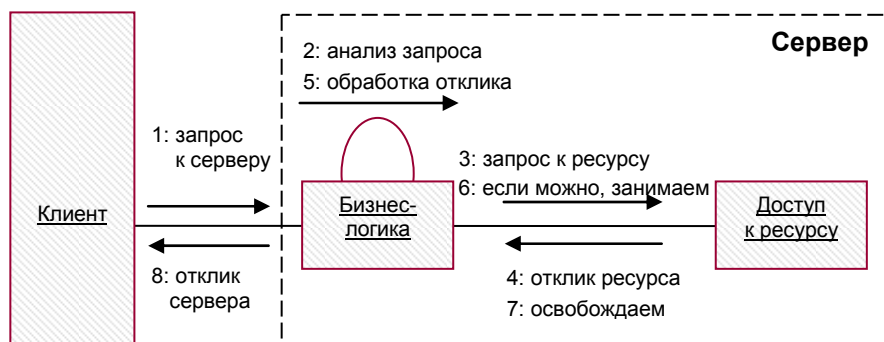 Сервер
2: анализ запроса
5: обработка отклика
1: запрос
к серверу
3: запрос к ресурсу
6: если можно, занимаем
Клиент
Бизнес-
логика
Доступ
к ресурсу
8: отклик
сервера
4: отклик ресурса
7: освобождаем